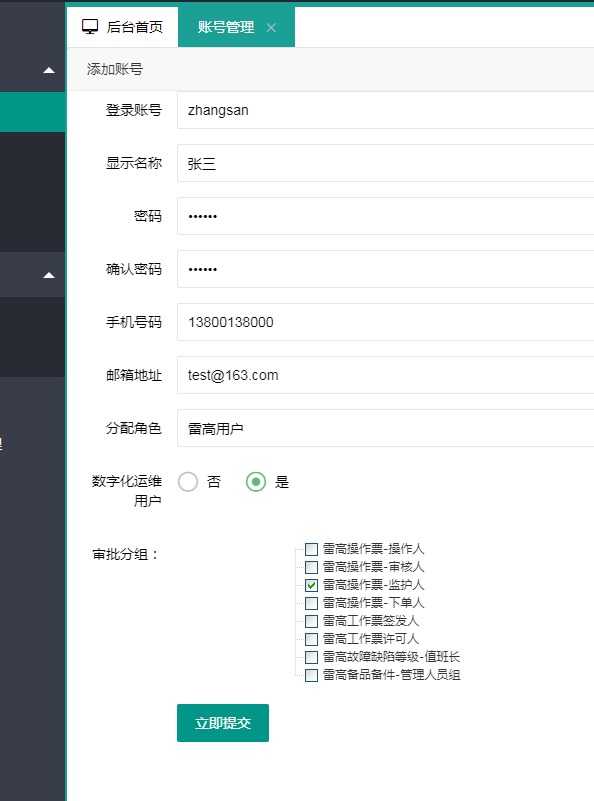 后台首页
账号管理
添加账号
登录账号
zhangsan
显示名称
张三
密码
••••••
确认密码
••••••
手机号码
13800138000
邮箱地址
test@163.com
分配角色
雷高用户
数字化运维
用户
否
是
审批分组：
雷高操作票-操作人
雷高操作票-审核人
雷高操作票-监护人
雷高操作票-下单人
雷高工作票签发人
雷高工作票许可人
雷高故障缺陷等级-值班长
雷高备品备件-管理人员组
立即提交